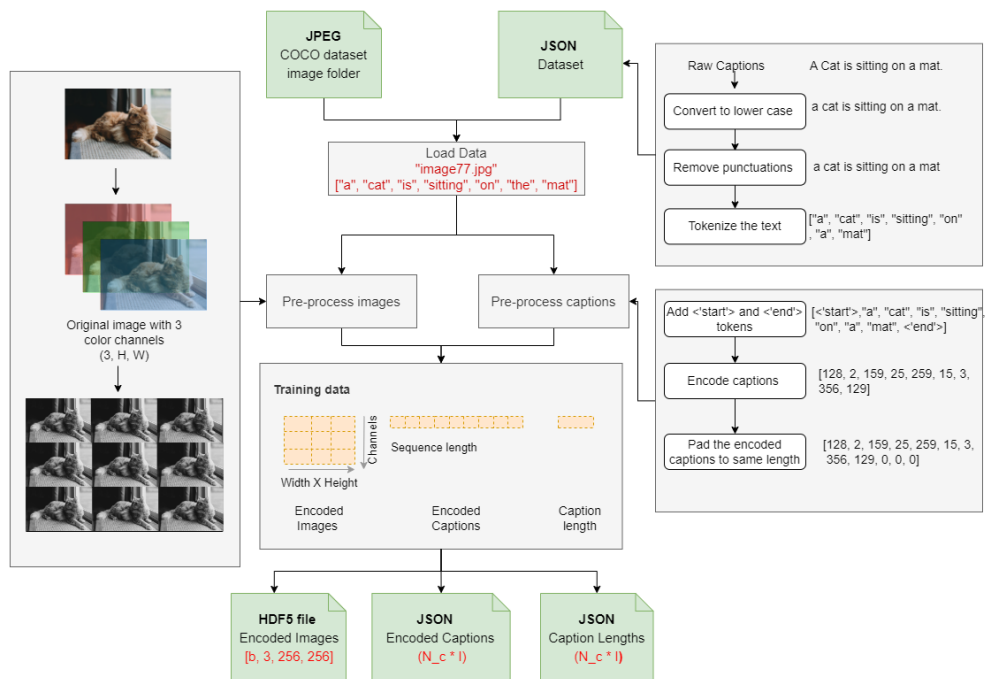 JPEG
COCO dataset
image folder
JSON
Dataset
Raw Captions
A Cat is sitting on a mat.
Convert to lower case
a cat is sitting on a mat.
Remove punctuations
a cat is sitting on a mat
Tokenize the text
["a", "cat", "is", "sitting", "on"
, "a", "mat"]
Load Data
"image77.jpg"
["a", "cat", "is", "sitting", "on", "the", "mat"]
Original image with 3
color channels
(3, H, W)
Pre-process images
Pre-process captions
Add <'start'> and <'end'>
tokens
[<'start'>,"a", "cat", "is", "sitting",
"on", "a", "mat", <'end'>]
Encode captions
[128, 2, 159, 25, 259, 15, 3,
356, 129]
Pad the encoded
captions to same length
[128, 2, 159, 25, 259, 15, 3,
356, 129, 0, 0, 0]
Training data
Channels
Width X Height
Sequence length
Encoded
Images
Encoded
Captions
Caption
length
HDF5 file
Encoded Images
[b, 3, 256, 256]
JSON
Encoded Captions
(N_c * l)
JSON
Caption Lengths
(N_c * l)